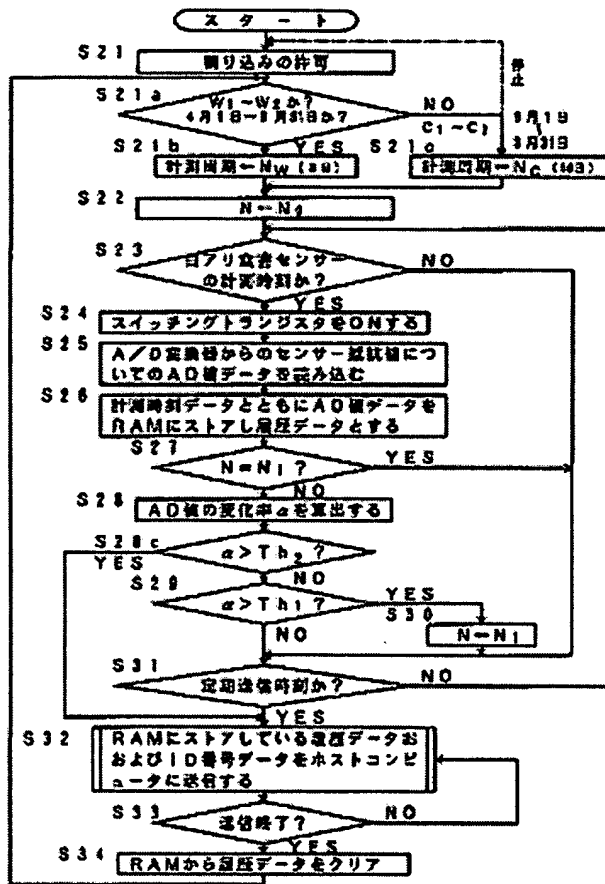 スタート
S21
割り込みの許可
停止
S21a
W1～W2か?
4月1日～8月31日か?
NO
C1～C2
9月1日
3月31日
S21b
YES
S21c
計測周期←NW(3日)
計測周期←NC
S22
N←N0
S23
白アリ食害センサー
の計測時刻か?
NO
YES
S24
スイッチングトランジスタをONする
S25
A/D変換器からのセンサー抵抗値につ
いてのAD値データを読み込む
S26
計測時刻データとともにAD値データを
RAMにストアし履歴データとする
S27
N=N1?
YES
NO
S28
AD値の変化率αを算出する
S28c
α>Th2?
YES
NO
S29
α>Th1?
YES
S30
N←N1
NO
S31
定期送信時刻か?
NO
YES
S32
RAMにストアしている履歴データお
およびID番号データをホストコンピ
ュータに送信する
S33
送信終了?
NO
YES
S34
RAMから履歴データをクリア